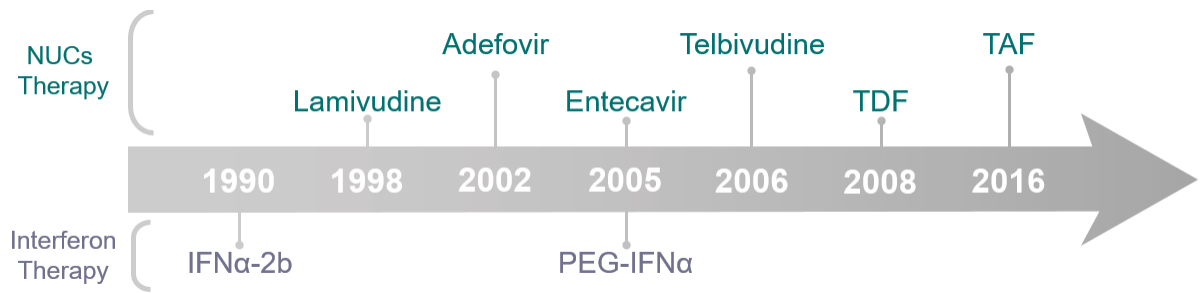 NUCs
Therapy
Adefovir
Telbivudine
TAF
Lamivudine
Entecavir
TDF
1990 1998 2002 2005 2006 2008 2016
Interferon
Therapy
IFNα-2b
PEG-IFNα